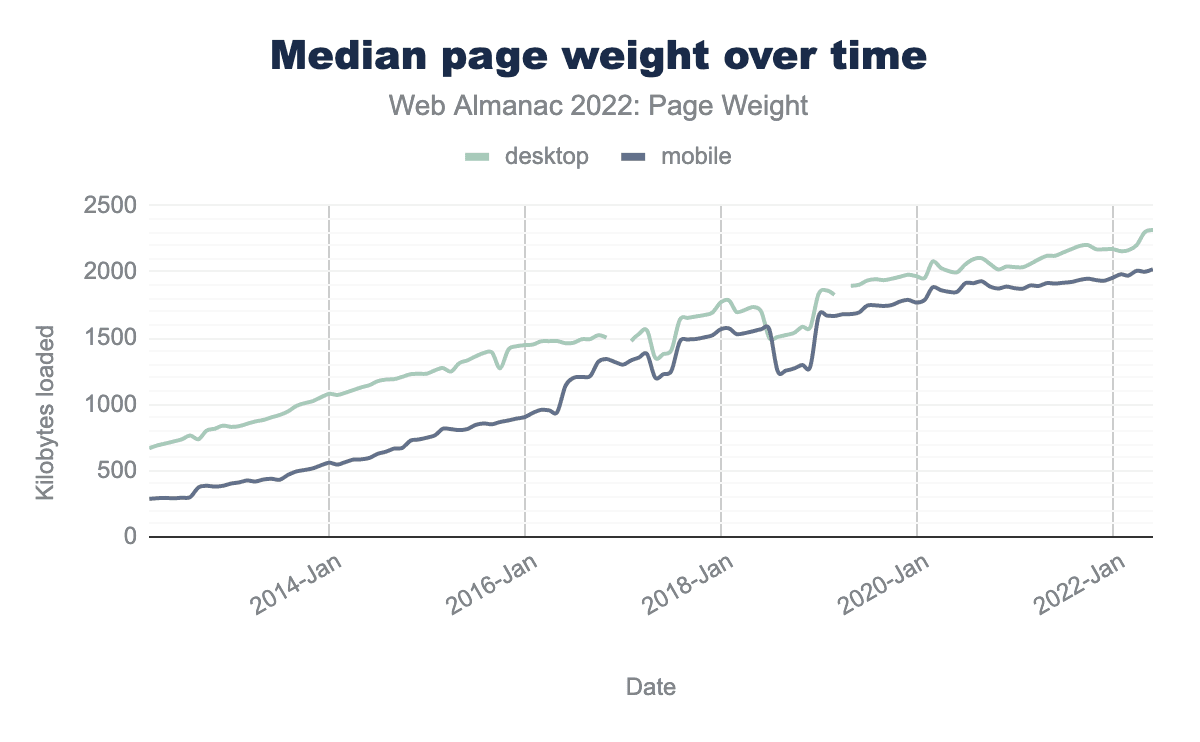 Median page weight over time
Web Almanac 2022: Page Weight
desktop mobile
2500
2000
1500
1000
500
0
Kilobytes loaded
2014-Jan 2016-Jan 2018-Jan 2020-Jan 2022-Jan
Date